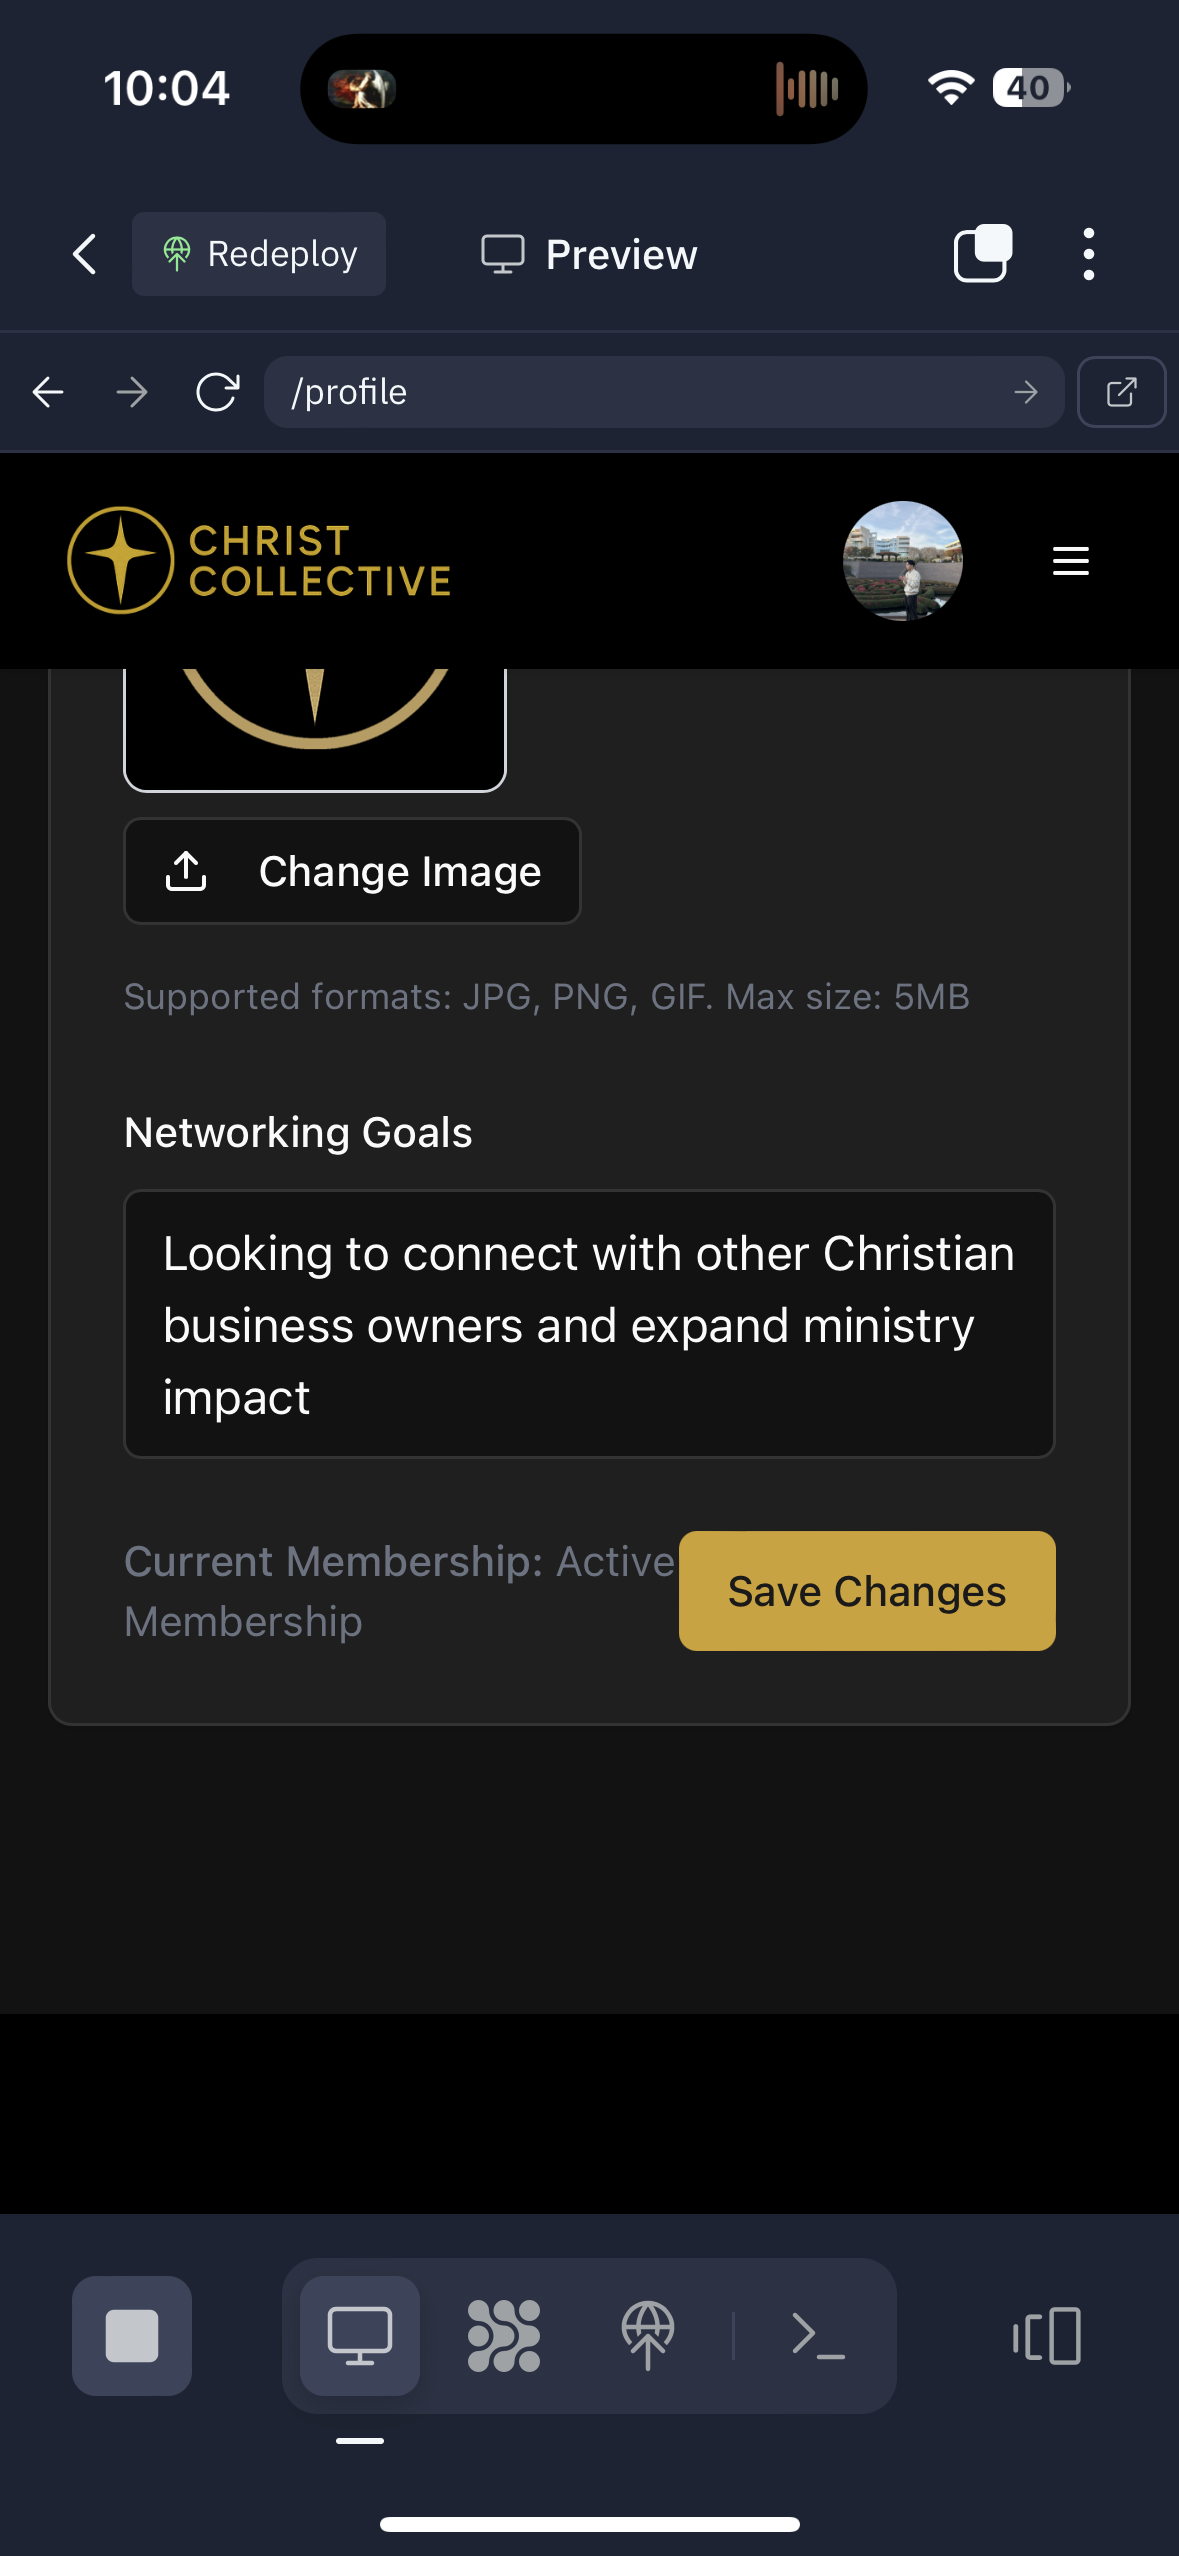 10:04
40
Redeploy
Preview
/profile
CHRIST
COLLECTIVE
Change Image
Supported formats: JPG, PNG, GIF. Max size: 5MB
Networking Goals
Looking to connect with other Christian
business owners and expand ministry
impact
Current Membership: Active
Membership
Save Changes